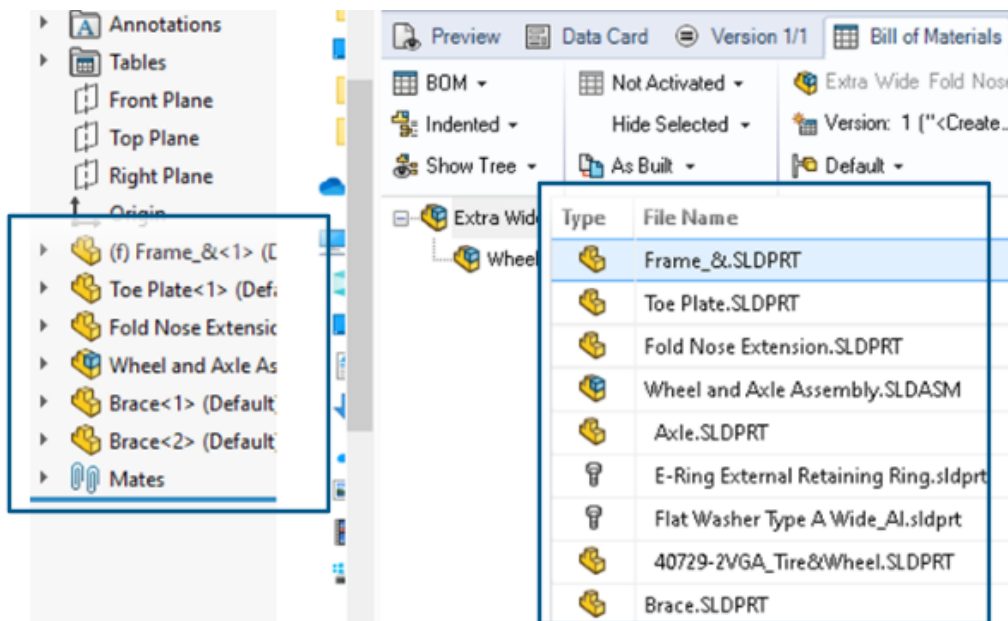 Annotations
Tables
Front Plane
Top Plane
Right Plane
Origin
(f) Frame_&<1> (D
Toe Plate<1> (Defa
Fold Nose Extensio
Wheel and Axle As
Brace<1> (Default
Brace<2> (Default
Mates
Preview Data Card Version 1/1 Bill of Materials
BOM Not Activated Extra Wide Fold Nose
Indented Hide Selected Version: 1 ("<Create...
Show Tree As Built Default
Extra Wid
Wheel
Type File Name
Frame_&.SLDPRT
Toe Plate.SLDPRT
Fold Nose Extension.SLDPRT
Wheel and Axle Assembly.SLDASM
Axle.SLDPRT
E-Ring External Retaining Ring.sldprt
Flat Washer Type A Wide_AI.sldprt
40729-2VGA_Tire&Wheel.SLDPRT
Brace.SLDPRT